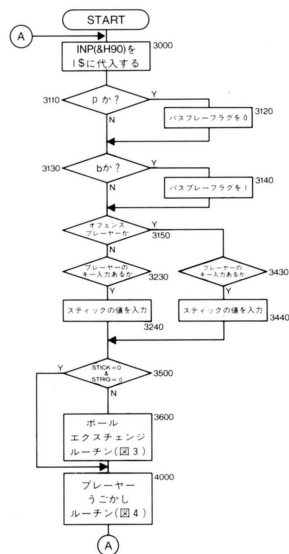 START
A
3000
INP(&H90)を
I$に代入する
3110
pか?
Y
N
3120
パスプレーフラグを0
3130
bか?
Y
N
3140
パスプレーフラグを1
オフェンス
プレーヤーか
Y
3150
N
プレーヤーの
キー入力あるか
3230
Y
プレーヤーの
キー入力あるか
3430
Y
スティックの値を入力
3240
スティックの値を入力
3440
Y
STICK=0
&
STRIG=0
3500
N
3600
ボール
エクスチェンジ
ルーチン(図3)
4000
プレーヤー
うごかし
ルーチン(図4)
A